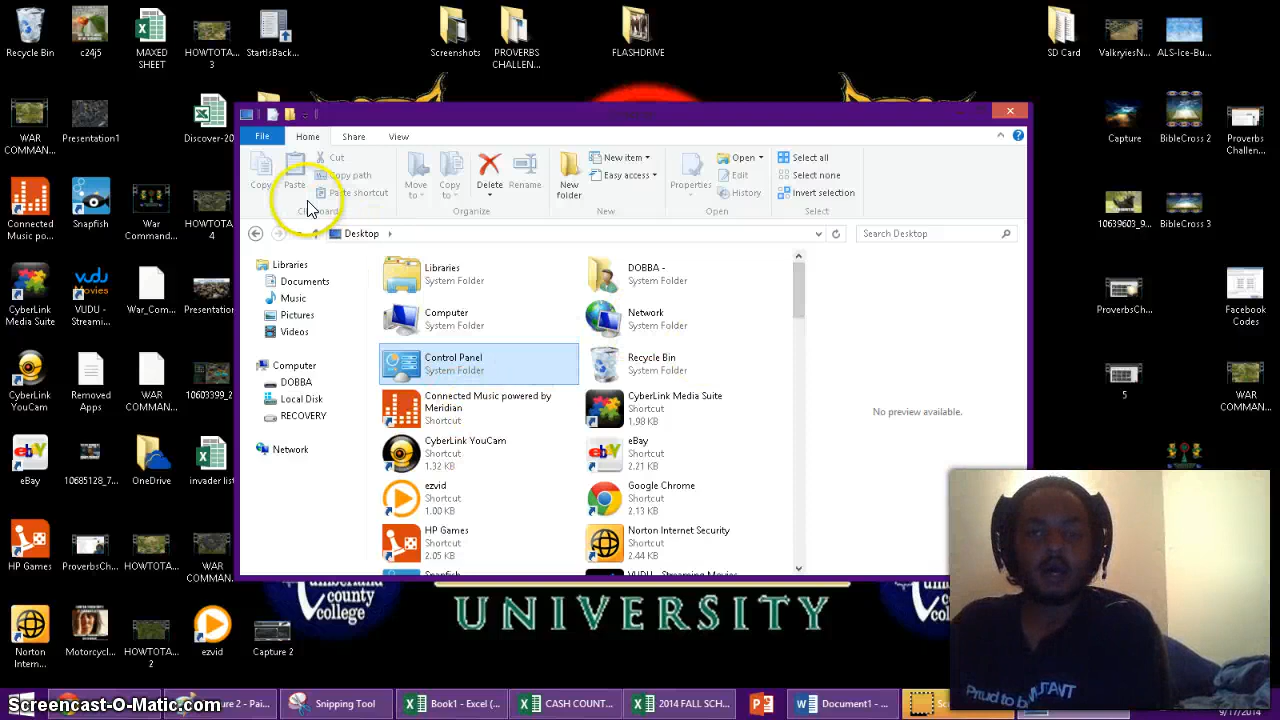 Recycle Bin
c24j5
MAXED
SHEET
HOWTOTA...
3
StartIsBack...
Screenshots
PROVERBS
CHALLEN...
FLASHDRIVE
SD Card
ValkryiesN...
ALS-Ice-Bu...
WAR
COMMAN...
Presentation1
Discover-20
Capture
BibleCross 2
Proverbs
Challen...
Connected
Music po...
Snapfish
War
Command...
HOWTOTA...
4
10639603_9...
BibleCross 3
CyberLink
Media Suite
VUDU -
Streami...
War_Com...
Presentation
ProverbsCh...
Facebook
Codes
CyberLink
YouCam
Removed
Apps
WAR
COMMAN...
10603399_2
5
WAR
COMMAN...
eBay
10685128_7...
OneDrive
invader list
HP Games
ProverbsCh...
HOWTOTA...
WAR
COMMAN...
Norton
Intern...
Motorcycl...
HOWTOTA...
2
ezvid
Capture 2
File
Home
Share
View
Copy
Paste
Cut
Copy path
Paste shortcut
Clipboard
Move
to
Copy
to
Delete
Rename
Organize
New
folder
New item
Easy access
New
Properties
Open
Edit
History
Open
Select all
Select none
Invert selection
Select
Desktop
Search Desktop
Libraries
Documents
Music
Pictures
Videos
Computer
DOBBA
Local Disk
RECOVERY
Network
Libraries
System Folder
DOBBA -
System Folder
Computer
System Folder
Network
System Folder
Control Panel
System Folder
Recycle Bin
System Folder
Connected Music powered by
Meridian
Shortcut
CyberLink Media Suite
Shortcut
1.98 KB
CyberLink YouCam
Shortcut
1.32 KB
eBay
Shortcut
2.21 KB
ezvid
Shortcut
1.00 KB
Google Chrome
Shortcut
2.13 KB
HP Games
Shortcut
2.05 KB
Norton Internet Security
Shortcut
2.44 KB
Snapfish
VUDU - Streaming Movies
No preview available.
county
college
UNIVERSITY
Proud to be
MUTANT
Screencast-O-Matic.com
Capture 2 - Pai...
Snipping Tool
Book1 - Excel (...
CASH COUNT...
2014 FALL SCH...
Document1 - ...
9/17/2014